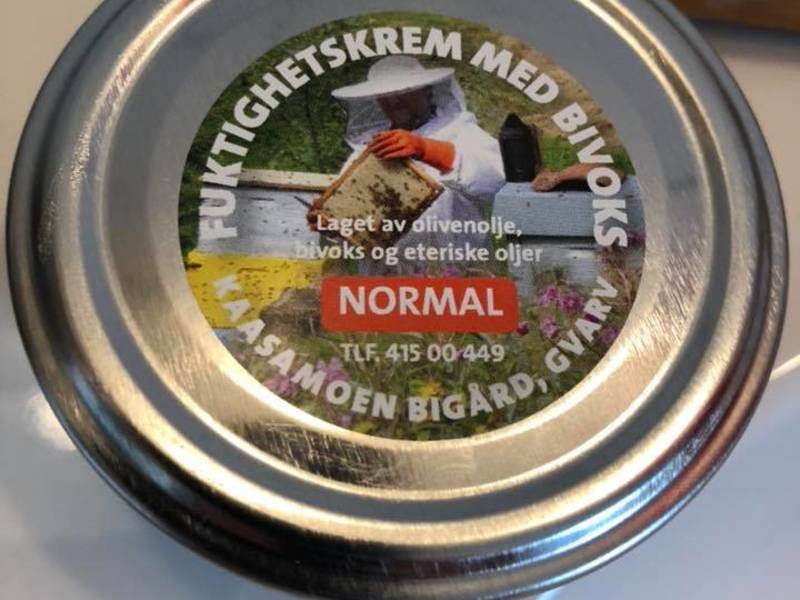 FUKTIGHETSKREM MED BIVOKS
Laget av olivenolje,
bivoks og eteriske oljer
NORMAL
TLF. 415 00 449
KAASAMOEN BIGÅRD, GVARV